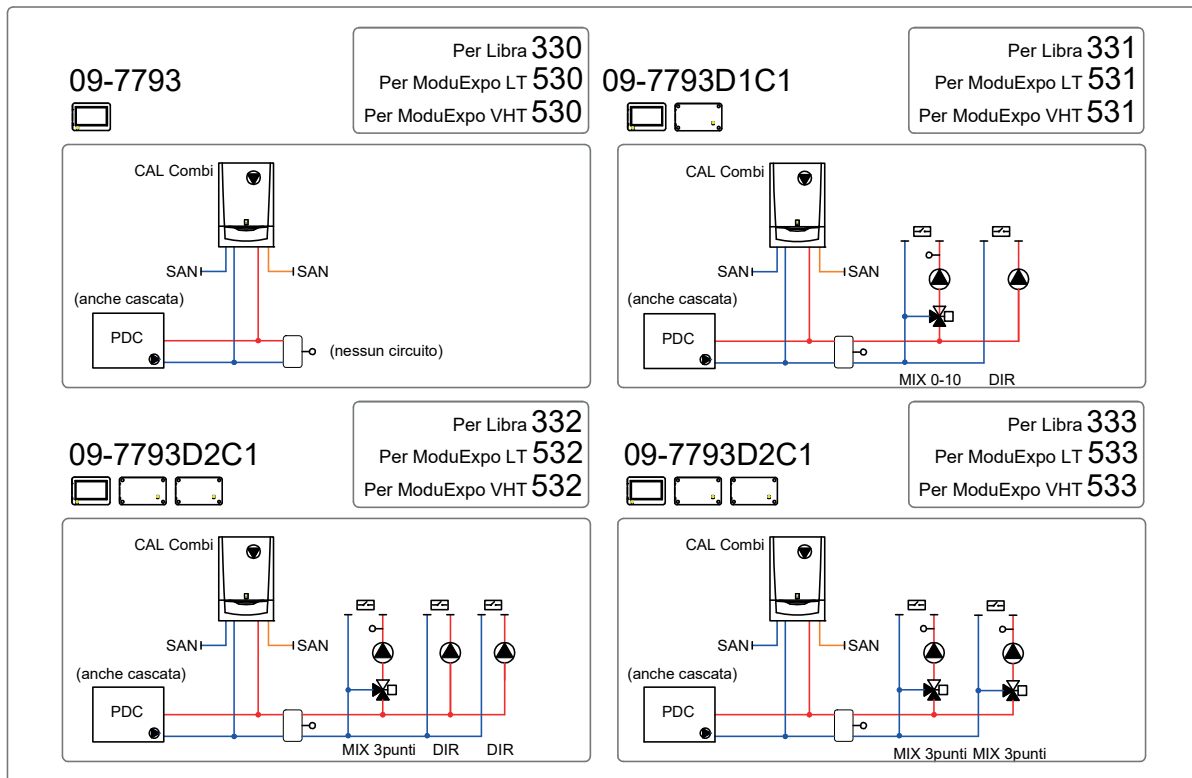 09-7793
Per Libra 330
Per ModuExpo LT 530
Per ModuExpo VHT 530
CAL Combi
SAN
SAN
(anche cascata)
PDC
(nessun circuito)
09-7793D1C1
Per Libra 331
Per ModuExpo LT 531
Per ModuExpo VHT 531
CAL Combi
SAN
SAN
(anche cascata)
PDC
MIX 0-10
DIR
09-7793D2C1
Per Libra 332
Per ModuExpo LT 532
Per ModuExpo VHT 532
CAL Combi
SAN
SAN
(anche cascata)
PDC
MIX 3punti
DIR
DIR
09-7793D2C1
Per Libra 333
Per ModuExpo LT 533
Per ModuExpo VHT 533
CAL Combi
SAN
SAN
(anche cascata)
PDC
MIX 3punti
MIX 3punti